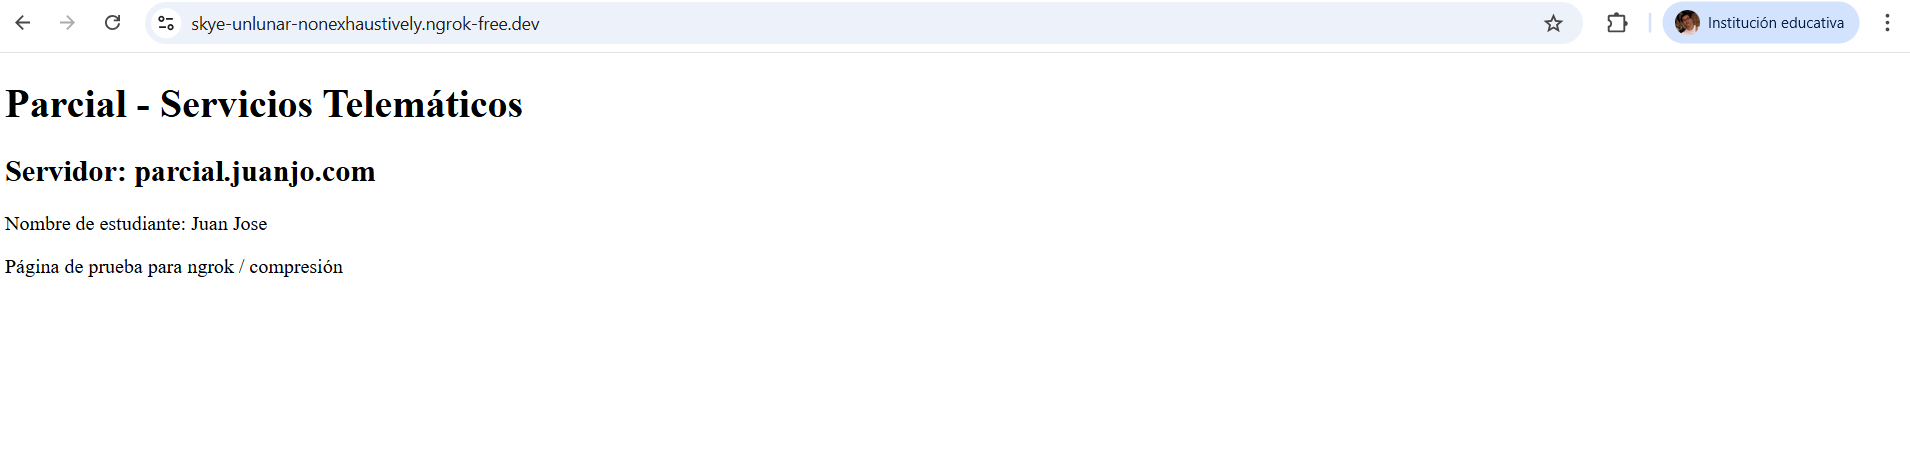 skye-unlunar-nonexhaustively.ngrok-free.dev
Institución educativa
Parcial - Servicios Telemáticos
Servidor: parcial.juanjo.com
Nombre de estudiante: Juan Jose
Página de prueba para ngrok / compresión